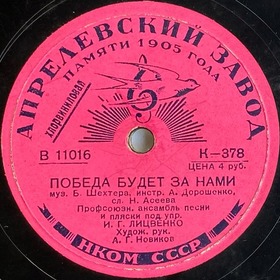 АПРЕЛЕВСКИЙ ЗАВОД
ПАМЯТИ 1905 ГОДА
хлорвиниловая
В 11016
К—378
ЦЕНА 4 руб.
ПОБЕДА БУДЕТ ЗА НАМИ
муз. Б. Шехтера. инстр. А. Дорошенко,
сл. Н. Асеева
Профсоюзн. ансамбль песни
и пляски под упр.
И. Г. ЛИЦВЕНКО
Худож. рук.
А. Г. Новиков
НКОМ СССР